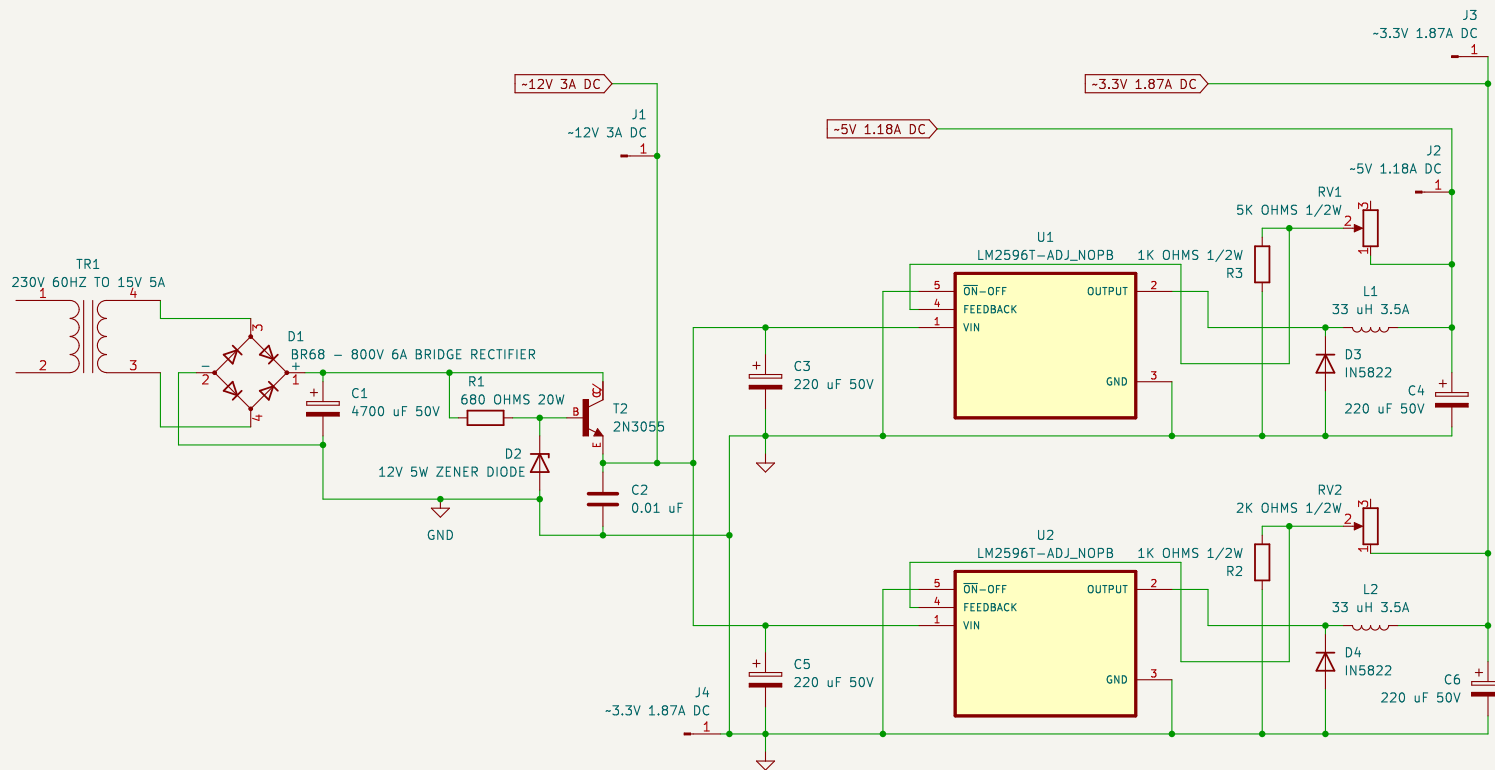 J3
~3.3V 1.87A DC
1
~12V 3A DC
~3.3V 1.87A DC
J1
~12V 3A DC
1
~5V 1.18A DC
J2
~5V 1.18A DC
1
RV1
5K OHMS 1/2W
3
2
1
U1
LM2596T-ADJ_NOPB
1K OHMS 1/2W
R3
TR1
230V 60HZ TO 15V 5A
1
4
2
3
5
ON-OFF
4
FEEDBACK
1
VIN
OUTPUT
2
GND
3
L1
33 uH 3.5A
D1
BR68 - 800V 6A BRIDGE RECTIFIER
3
-
2
+
1
4
+
C1
4700 uF 50V
R1
680 OHMS 20W
B
C
E
T2
2N3055
+
C3
220 uF 50V
D3
IN5822
+
C4
220 uF 50V
D2
12V 5W ZENER DIODE
C2
0.01 uF
GND
RV2
2K OHMS 1/2W
3
2
1
U2
LM2596T-ADJ_NOPB
1K OHMS 1/2W
R2
5
ON-OFF
4
FEEDBACK
1
VIN
OUTPUT
2
GND
3
L2
33 uH 3.5A
+
C5
220 uF 50V
D4
IN5822
+
C6
220 uF 50V
J4
~3.3V 1.87A DC
1